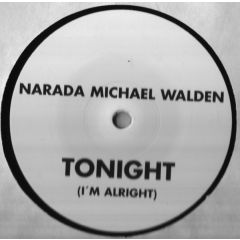 NARADA MICHAEL WALDEN
TONIGHT
(I´M ALRIGHT)